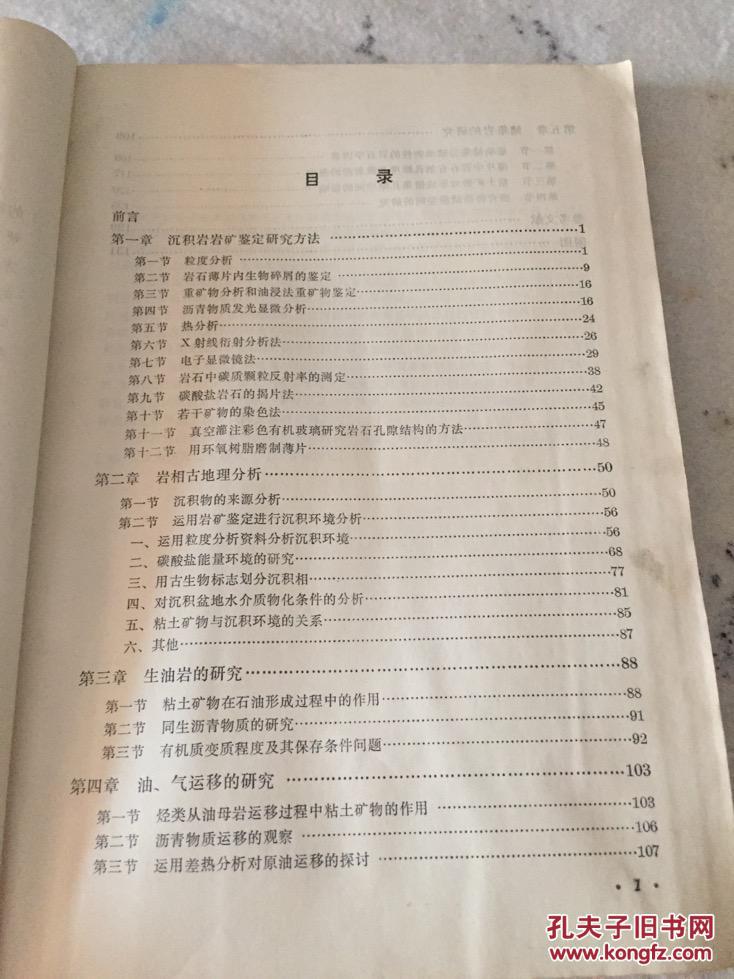 目 录
前言
第一章 沉积岩岩矿鉴定研究方法 ……1
第一节 粒度分析……1
第二节 岩石薄片内生物碎屑的鉴定……9
第三节 重矿物分析和油浸法重矿物鉴定……16
第四节 沥青物质发光显微分析……16
第五节 热分析……24
第六节 X射线衍射分析法……26
第七节 电子显微镜法……29
第八节 岩石中碳质颗粒反射率的测定……38
第九节 碳酸盐岩石的揭片法……42
第十节 若干矿物的染色法……45
第十一节 真空灌注彩色有机玻璃研究岩石孔隙结构的方法……47
第十二节 用环氧树脂磨制薄片……48
第二章 岩相古地理分析……50
第一节 沉积物的来源分析……50
第二节 运用岩矿鉴定进行沉积环境分析……56
一、运用粒度分析资料分析沉积环境……56
二、碳酸盐能量环境的研究……68
三、用古生物标志划分沉积相……77
四、对沉积盆地水介质物化条件的分析……81
五、粘土矿物与沉积环境的关系……85
六、其他……87
第三章 生油岩的研究……88
第一节 粘土矿物在石油形成过程中的作用……88
第二节 同生沥青物质的研究……91
第三节 有机质变质程度及其保存条件问题……92
第四章 油、气运移的研究……103
第一节 烃类从油母岩运移过程中粘土矿物的作用……103
第二节 沥青物质运移的观察……106
第三节 运用差热分析对原油运移的探讨……107
·1·
孔夫子旧书网
www.kongfz.com